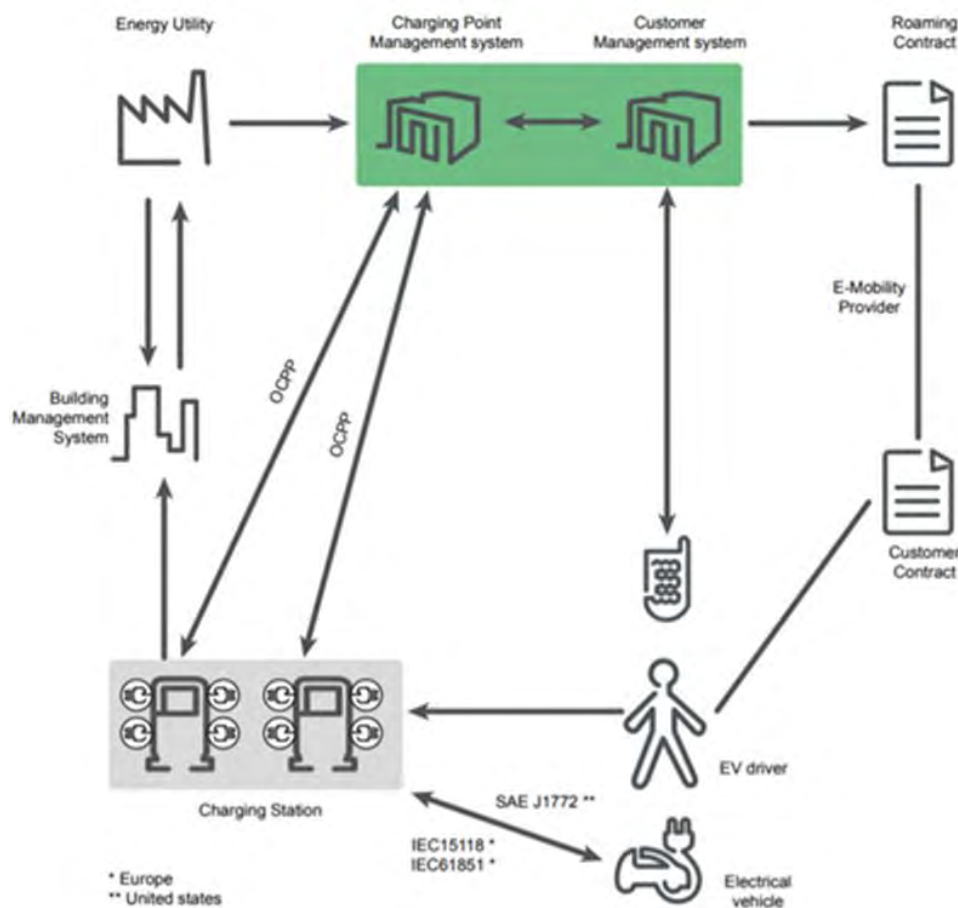 Energy Utility
Charging Point
Management system
Customer
Management system
Roaming
Contract
E-Mobility
Provider
OCPP
OCPP
Building
Management
System
Customer
Contract
EV driver
Charging Station
SAE J1772 **
IEC15118 *
IEC61851 *
Electrical
vehicle
* Europe
** United states